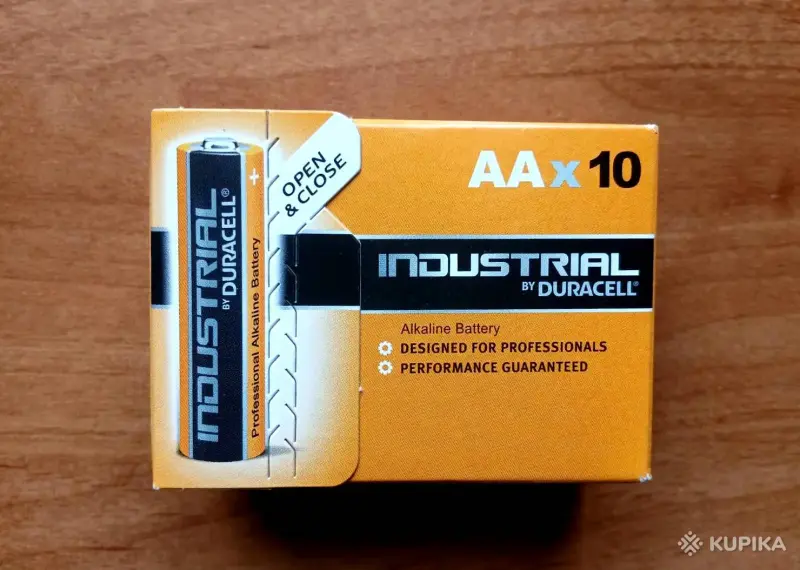 OPEN
& CLOSE
INDUSTRIAL
BY DURACELL®
Professional Alkaline Battery
+
AA x 10
INDUSTRIAL
BY DURACELL®
Alkaline Battery
DESIGNED FOR PROFESSIONALS
PERFORMANCE GUARANTEED
KUPIKA